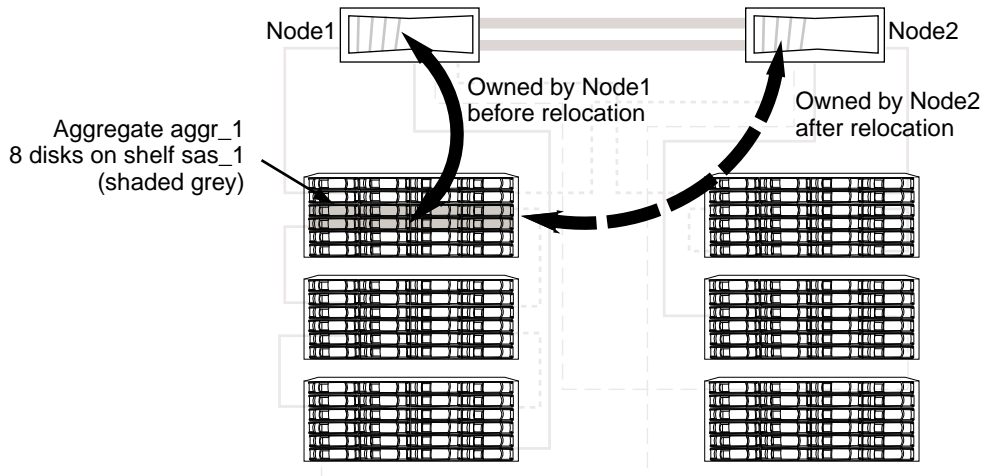 Node1
Node2
Owned by Node1
before relocation
Owned by Node2
after relocation
Aggregate aggr_1
8 disks on shelf sas_1
(shaded grey)